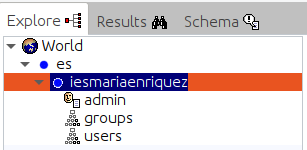 Explore Results Schema
World
es
iesmariaenriquez
admin
groups
users